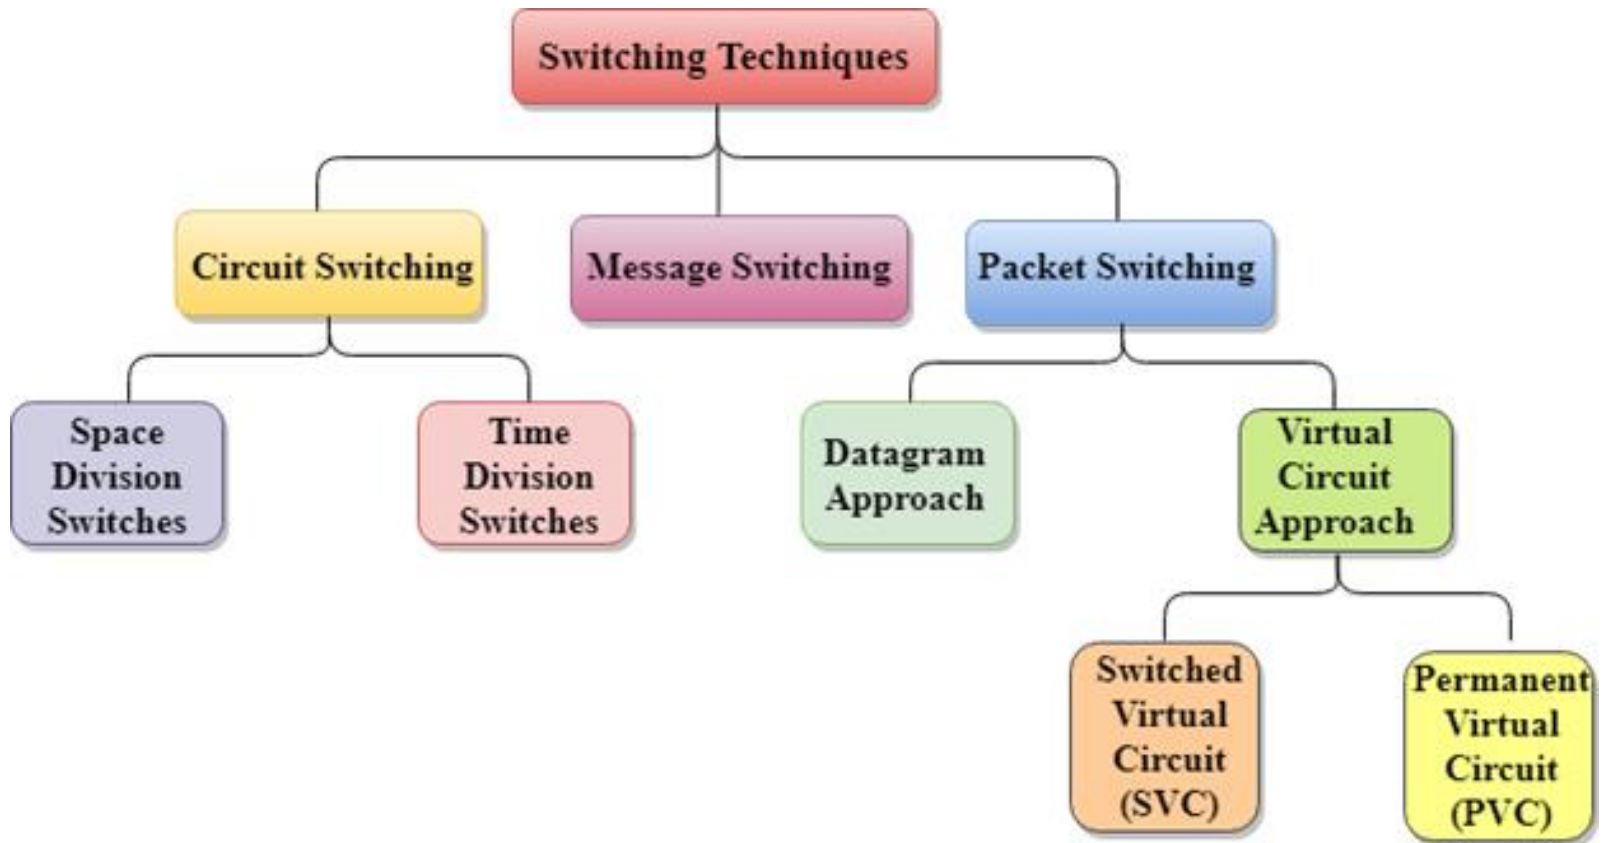 Switching Techniques
Circuit Switching
Message Switching
Packet Switching
Space
Division
Switches
Time
Division
Switches
Datagram
Approach
Virtual
Circuit
Approach
Switched
Virtual
Circuit
(SVC)
Permanent
Virtual
Circuit
(PVC)